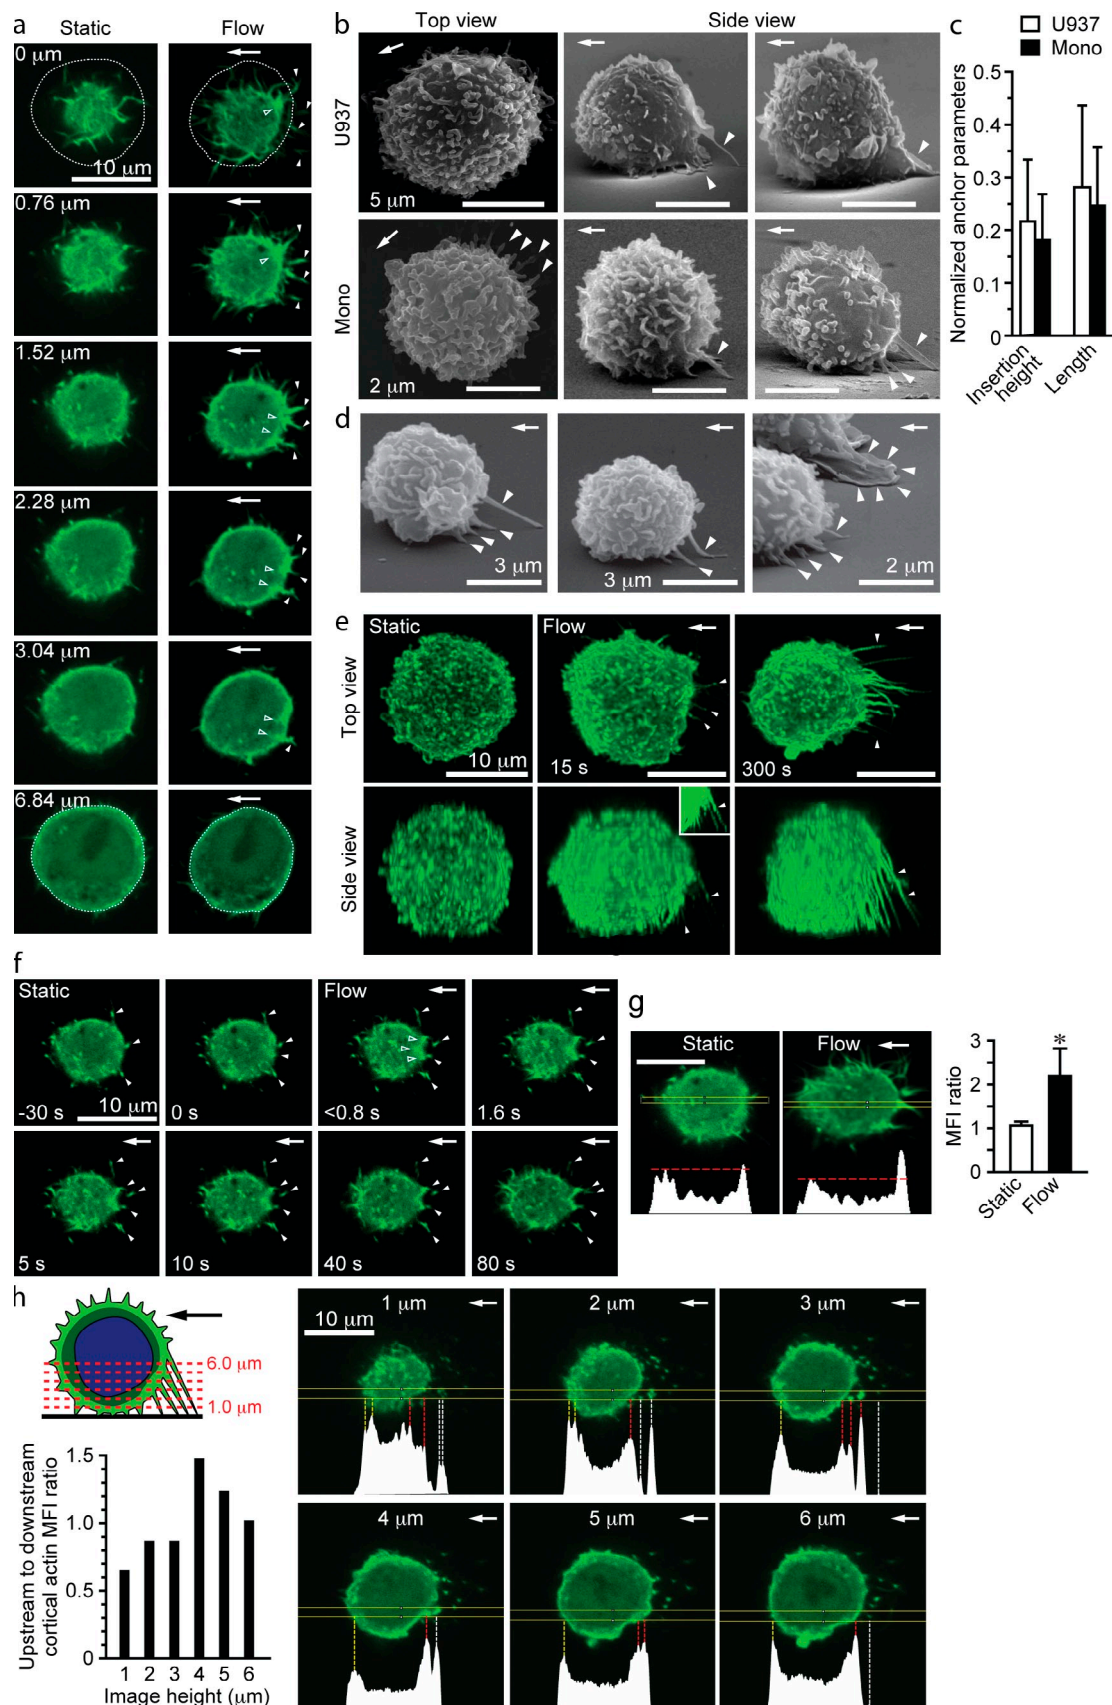 a
Static
Flow
0 μm
10 μm
0.76 μm
1.52 μm
2.28 μm
3.04 μm
6.84 μm
b
Top view
Side view
U937
5 μm
Mono
2 μm
c
U937
Mono
Normalized anchor parameters
0.5
0.4
0.3
0.2
0.1
0
Insertion height
Length
d
3 μm
3 μm
2 μm
e
Static
Flow
Top view
10 μm
15 s
300 s
Side view
f
Static
Flow
-30 s
10 μm
0 s
<0.8 s
1.6 s
5 s
10 s
40 s
80 s
g
Static
Flow
MFI ratio
3
2
1
0
*
Static
Flow
h
6.0 μm
1.0 μm
Upstream to downstream
cortical actin MFI ratio
1.5
1.0
0.5
0
1 2 3 4 5 6
Image height (μm)
1 μm
2 μm
3 μm
10 μm
4 μm
5 μm
6 μm